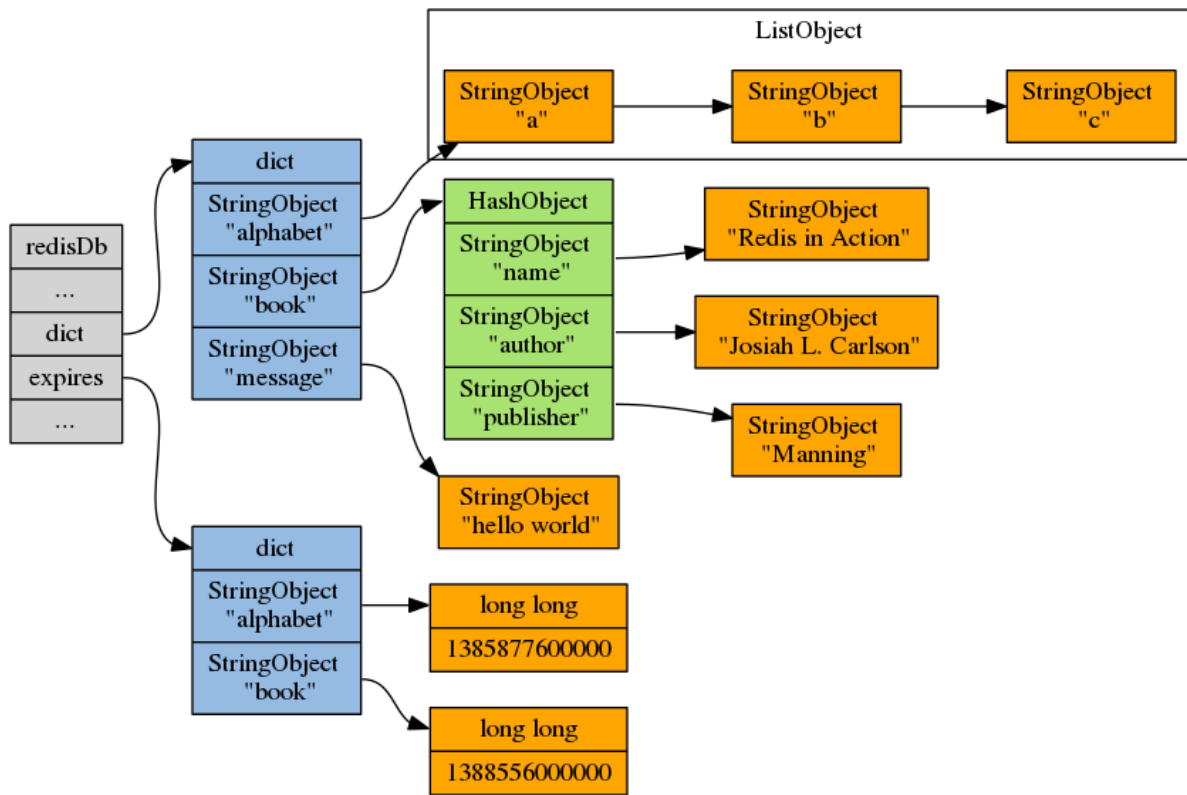 redisDb
...
dict
expires
...
dict
StringObject
"alphabet"
StringObject
"book"
StringObject
"message"
ListObject
StringObject
"a"
StringObject
"b"
StringObject
"c"
HashObject
StringObject
"name"
StringObject
"author"
StringObject
"publisher"
StringObject
"Redis in Action"
StringObject
"Josiah L. Carlson"
StringObject
"Manning"
StringObject
"hello world"
dict
StringObject
"alphabet"
StringObject
"book"
long long
1385877600000
long long
1388556000000